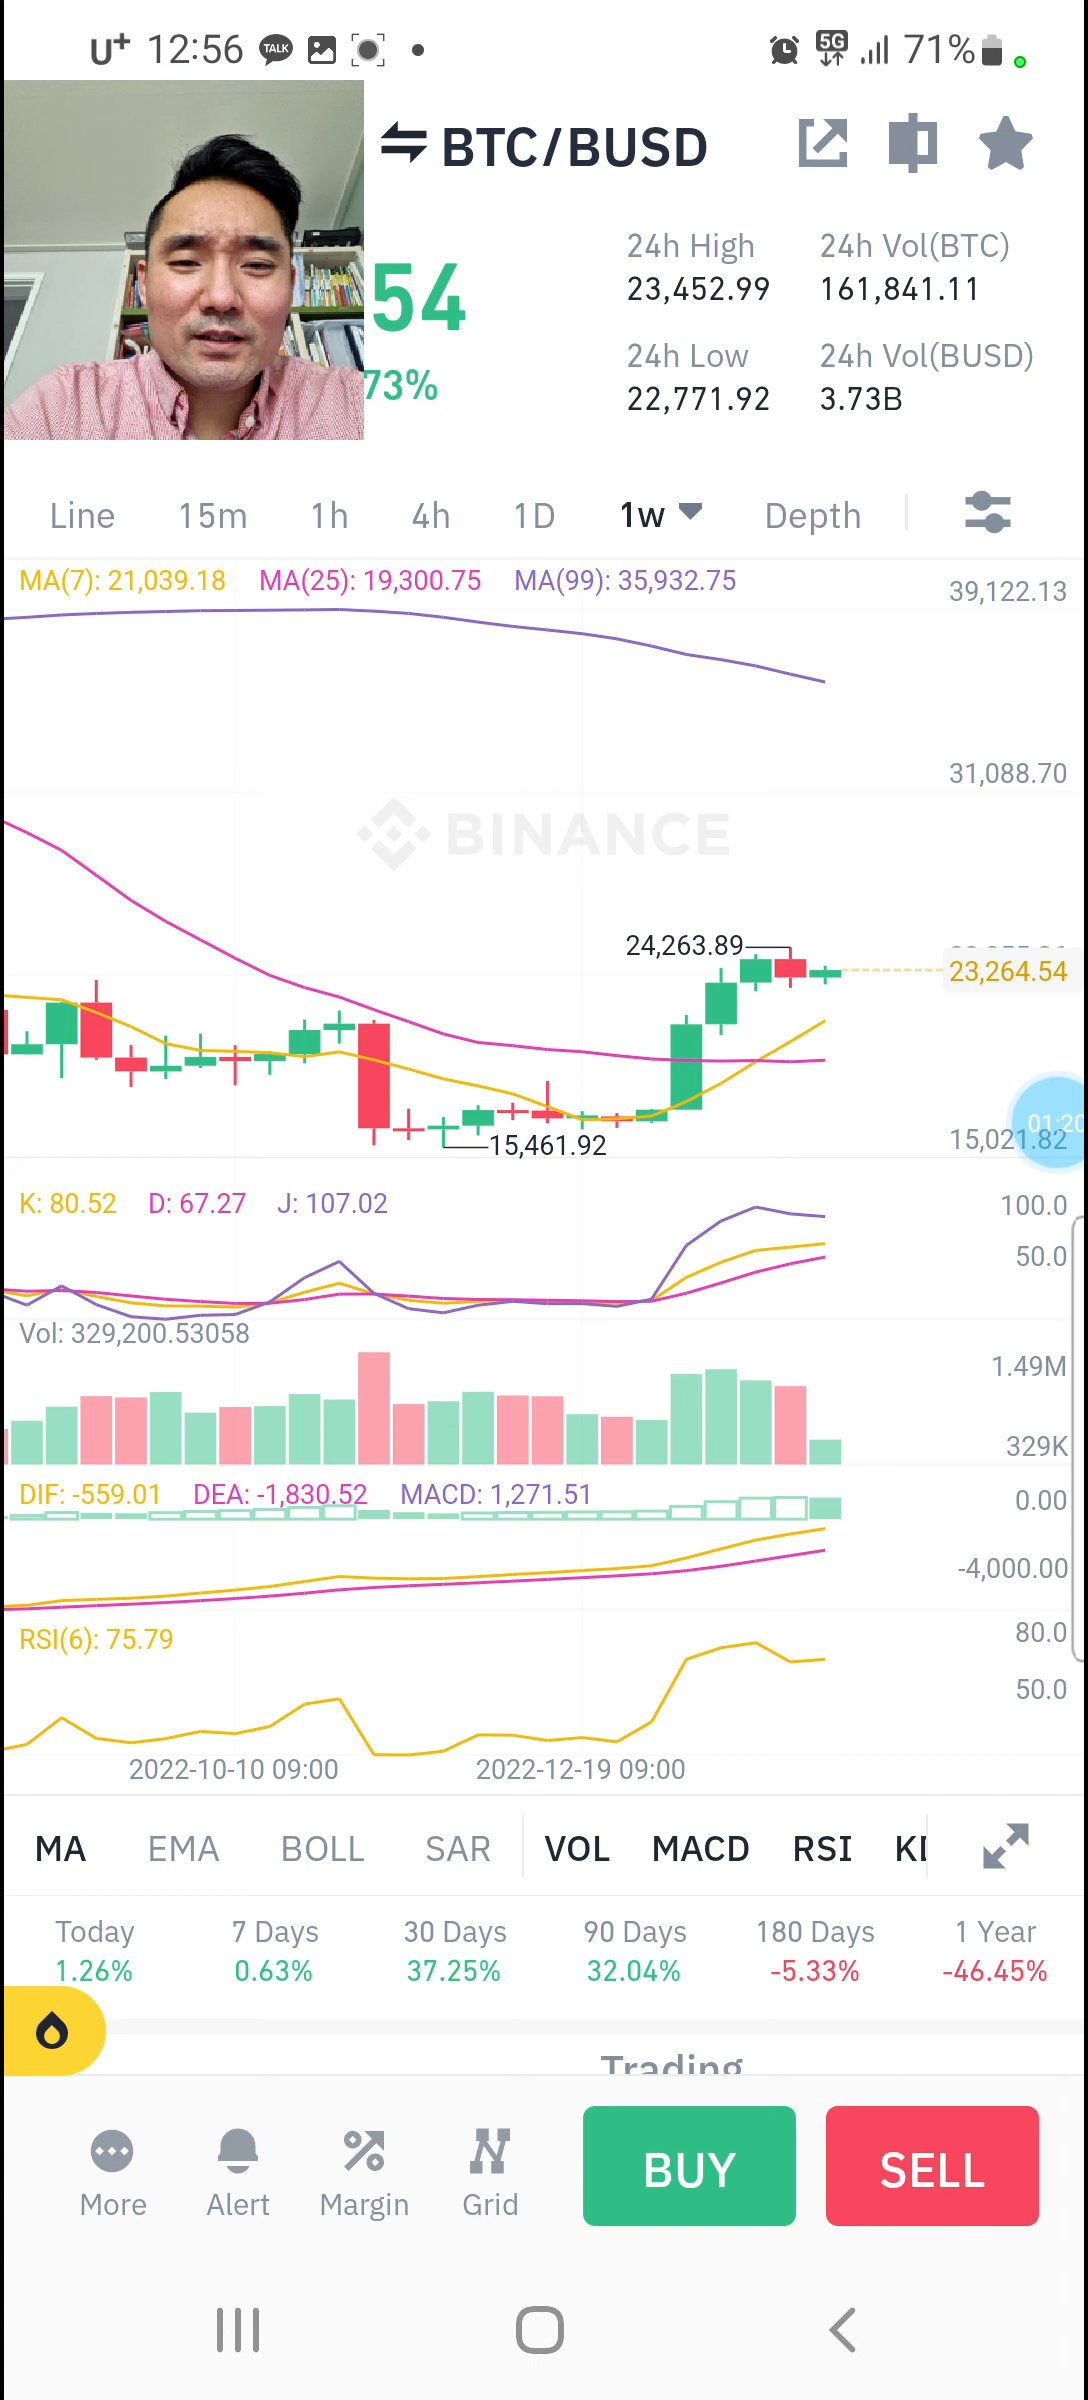 U+ 12:56 TALK 5G 71%
BTC/BUSD
54
73%
24h High
23,452.99
24h Vol(BTC)
161,841.11
24h Low
22,771.92
24h Vol(BUSD)
3.73B
Line 15m 1h 4h 1D 1w Depth
MA(7): 21,039.18 MA(25): 19,300.75 MA(99): 35,932.75
39,122.13
31,088.70
BINANCE
24,263.89
23,264.54
01:20
15,021.82
15,461.92
K: 80.52 D: 67.27 J: 107.02
100.0
50.0
Vol: 329,200.53058
1.49M
329K
DIF: -559.01 DEA: -1,830.52 MACD: 1,271.51
0.00
-4,000.00
RSI(6): 75.79
80.0
50.0
2022-10-10 09:00 2022-12-19 09:00
MA EMA BOLL SAR VOL MACD RSI
Today 7 Days 30 Days 90 Days 180 Days 1 Year
1.26% 0.63% 37.25% 32.04% -5.33% -46.45%
Trading
More Alert Margin Grid BUY SELL